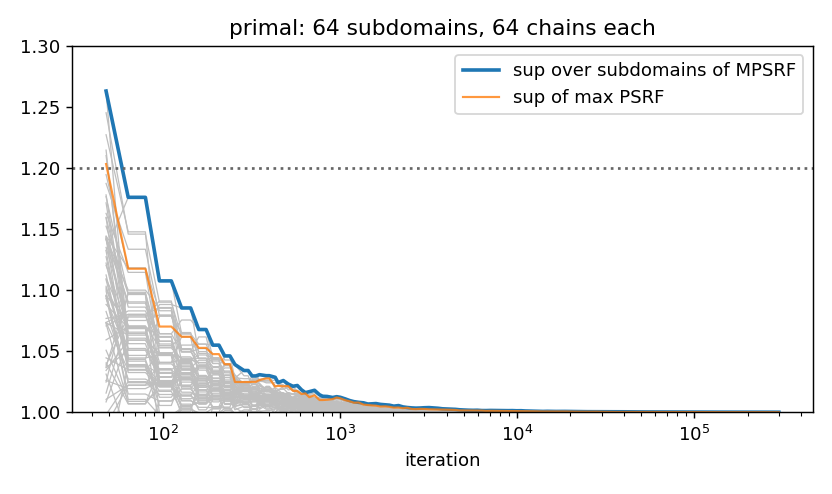 primal: 64 subdomains, 64 chains each
sup over subdomains of MPSRF
sup of max PSRF
1.30
1.25
1.20
1.15
1.10
1.05
1.00
10²
10³
10⁴
10⁵
iteration